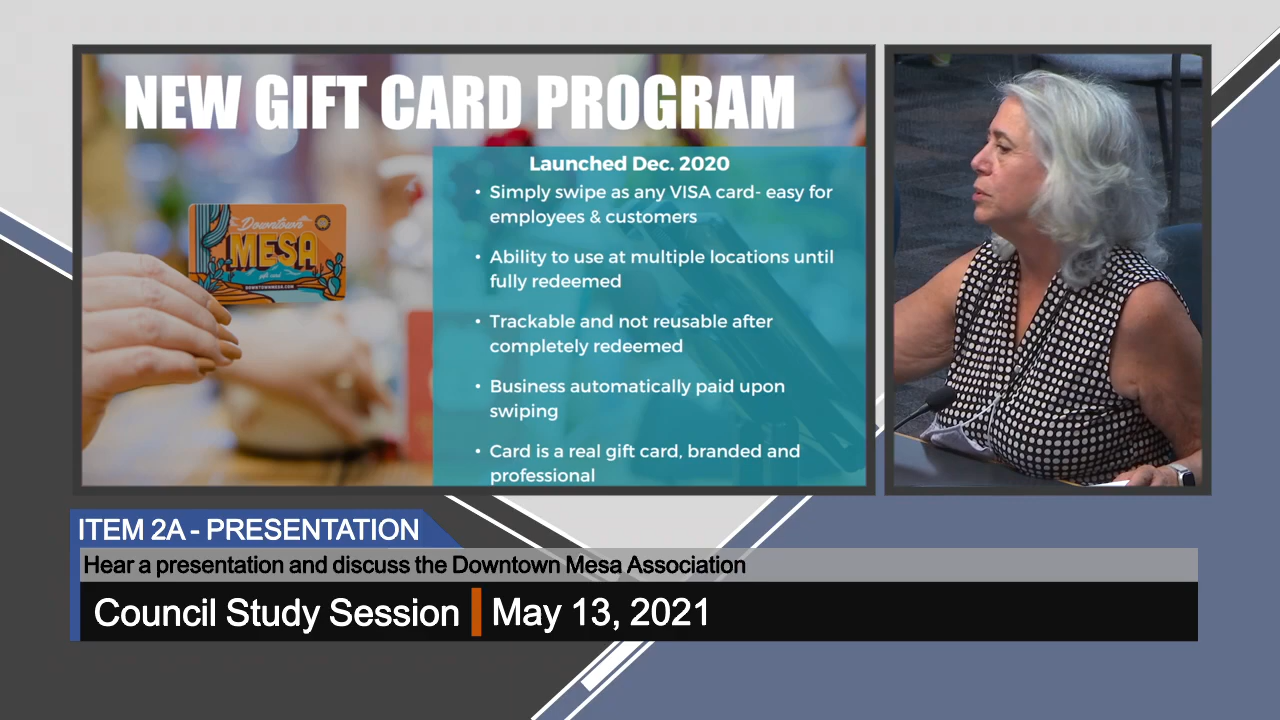 NEW GIFT CARD PROGRAM
Launched Dec. 2020
• Simply swipe as any VISA card- easy for
employees & customers
• Ability to use at multiple locations until
fully redeemed
• Trackable and not reusable after
completely redeemed
• Business automatically paid upon
swiping
• Card is a real gift card, branded and
professional
Downtown
MESA
gift card
DOWNTOWNMESA.COM
ITEM 2A - PRESENTATION
Hear a presentation and discuss the Downtown Mesa Association
Council Study Session
May 13, 2021